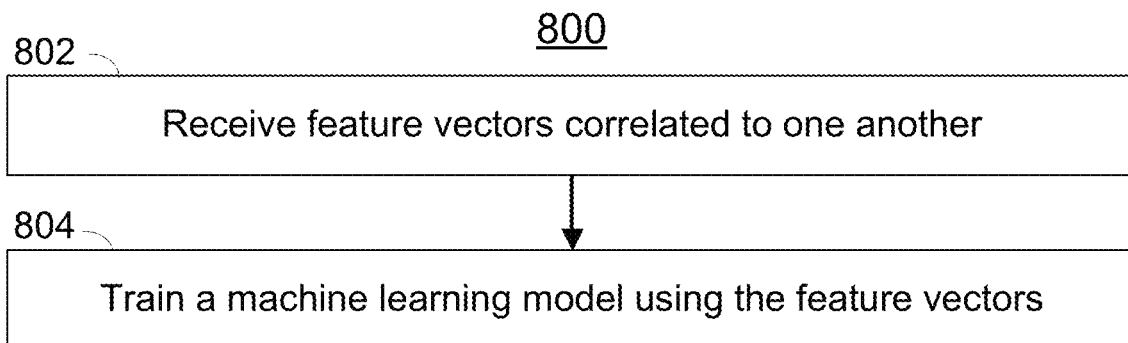 800
802
Receive feature vectors correlated to one another
804
Train a machine learning model using the feature vectors